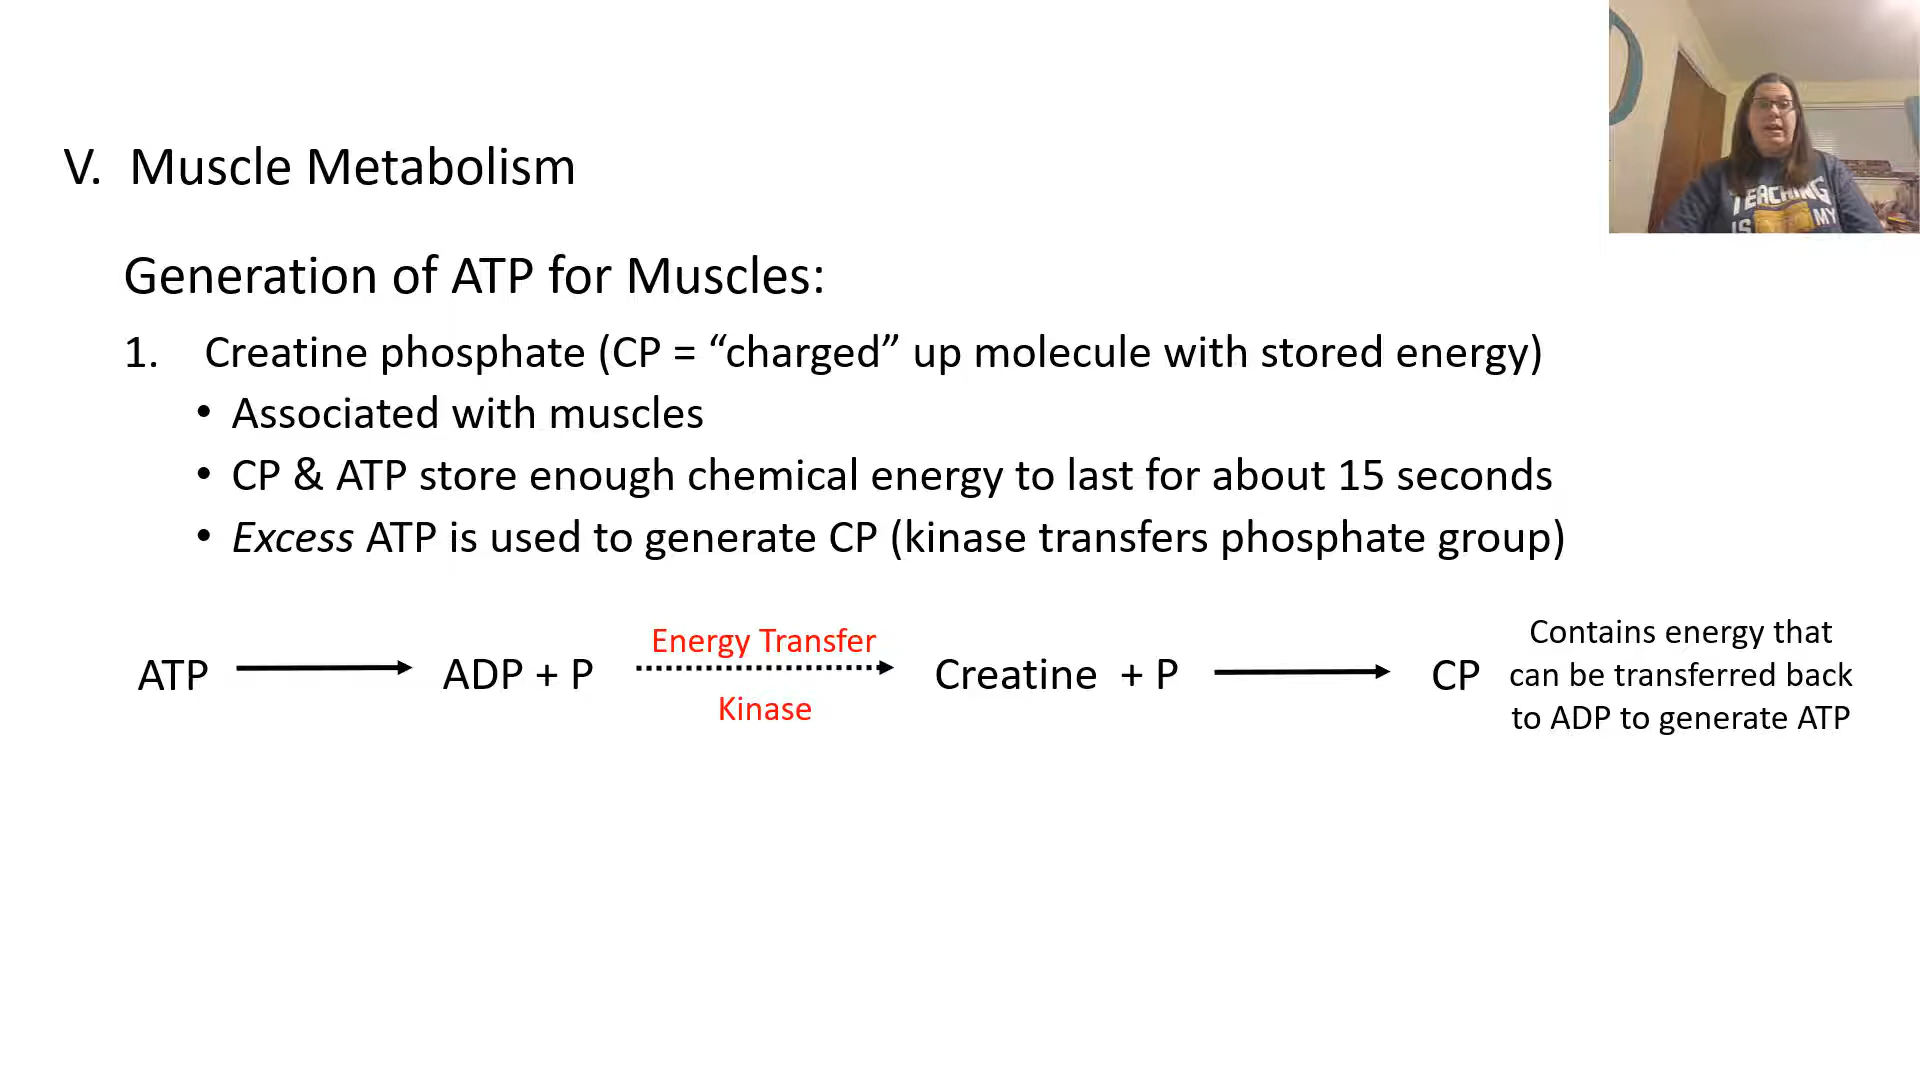 V. Muscle Metabolism
Generation of ATP for Muscles:
1. Creatine phosphate (CP = “charged” up molecule with stored energy)
• Associated with muscles
• CP & ATP store enough chemical energy to last for about 15 seconds
• Excess ATP is used to generate CP (kinase transfers phosphate group)
ATP
ADP + P
Energy Transfer
Kinase
Creatine + P
CP
Contains energy that
can be transferred back
to ADP to generate ATP
TEACHING
IS MY